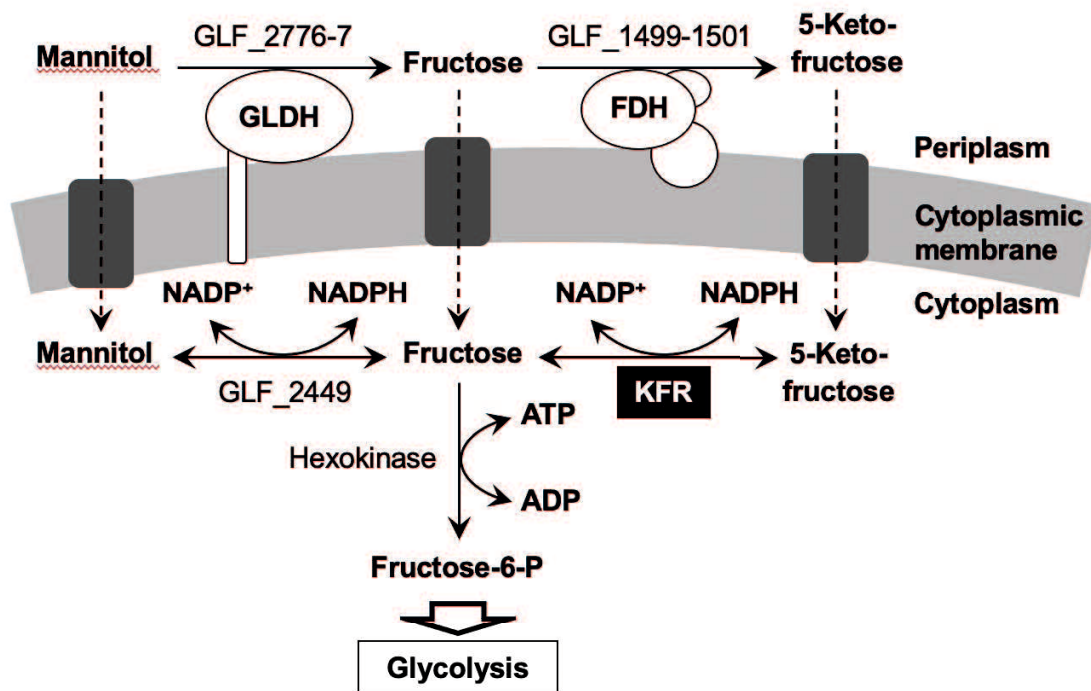 GLF_2776-7
GLF_1499-1501
5-Keto-
fructose
Mannitol
Fructose
GLDH
FDH
Periplasm
Cytoplasmic
membrane
Cytoplasm
NADP+
NADPH
NADP+
NADPH
Mannitol
Fructose
5-Keto-
fructose
GLF_2449
KFR
Hexokinase
ATP
ADP
Fructose-6-P
Glycolysis